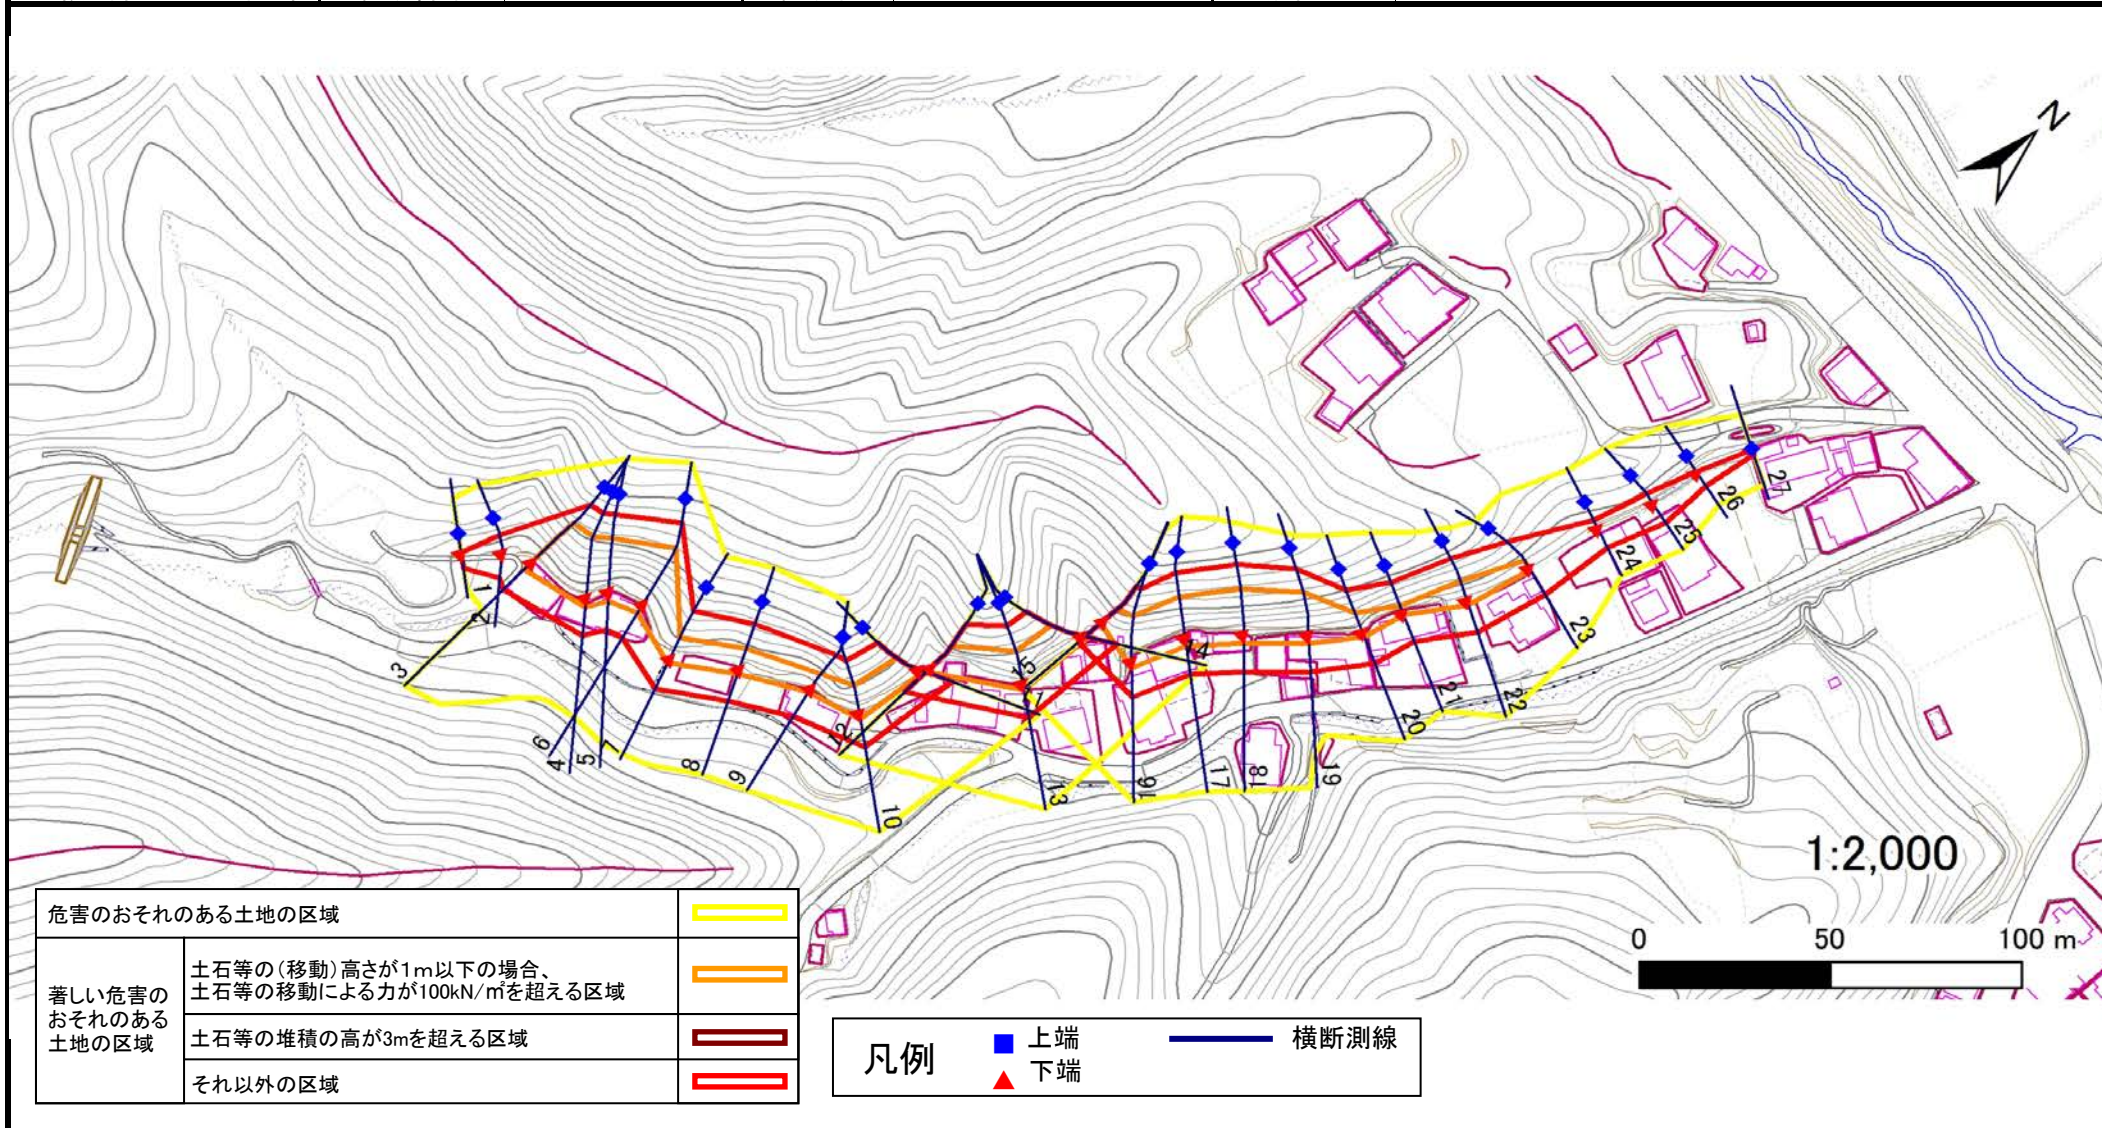 N
1
2
3
6
4
5
8
9
10
12
13
15
14
16
17
18
19
20
21
22
23
24
25
26
27
1:2,000
0 50 100 m
危害のおそれのある土地の区域
著しい危害の
おそれのある
土地の区域
土石等の(移動)高さが1m以下の場合、
土石等の移動による力が100kN/㎡を超える区域
土石等の堆積の高が3mを超える区域
それ以外の区域
凡例
上端
下端
横断測線